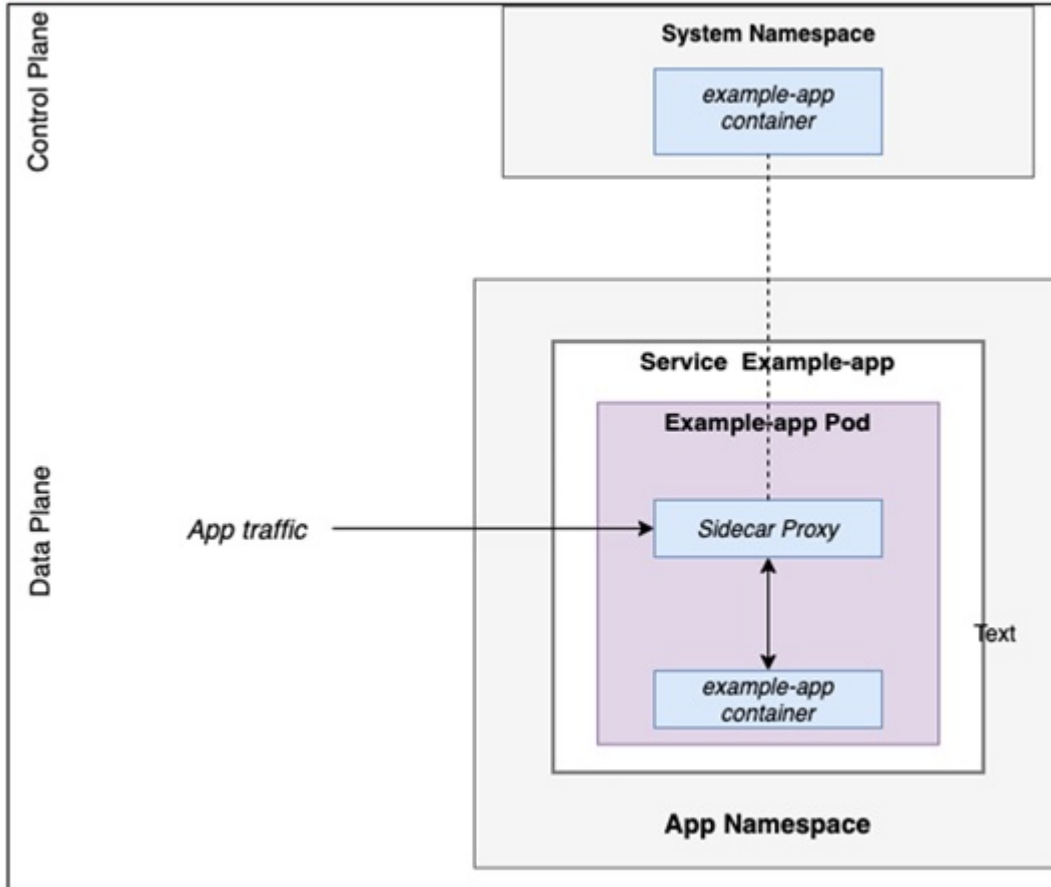 Control Plane
System Namespace
example-app
container
Service  Example-app
Example-app Pod
Data Plane
App traffic
Sidecar Proxy
Text
example-app
container
App Namespace